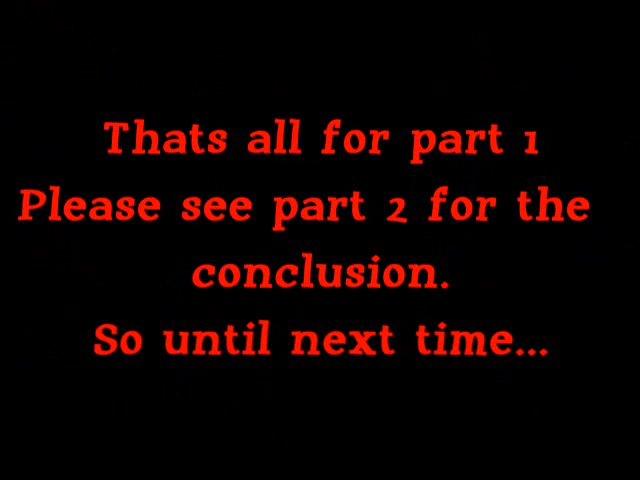 Thats all for part 1
Please see part 2 for the
conclusion.
So until next time...